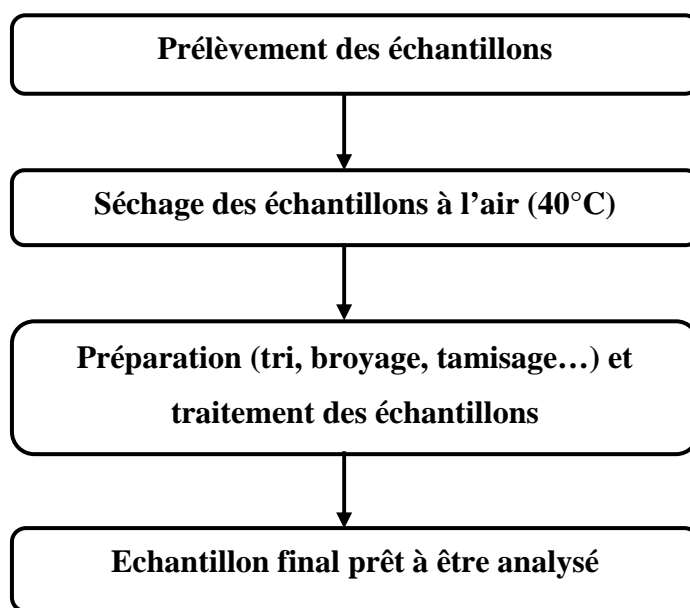 Prélèvement des échantillons
Séchage des échantillons à l’air (40°C)
Préparation (tri, broyage, tamisage…) et
traitement des échantillons
Echantillon final prêt à être analysé